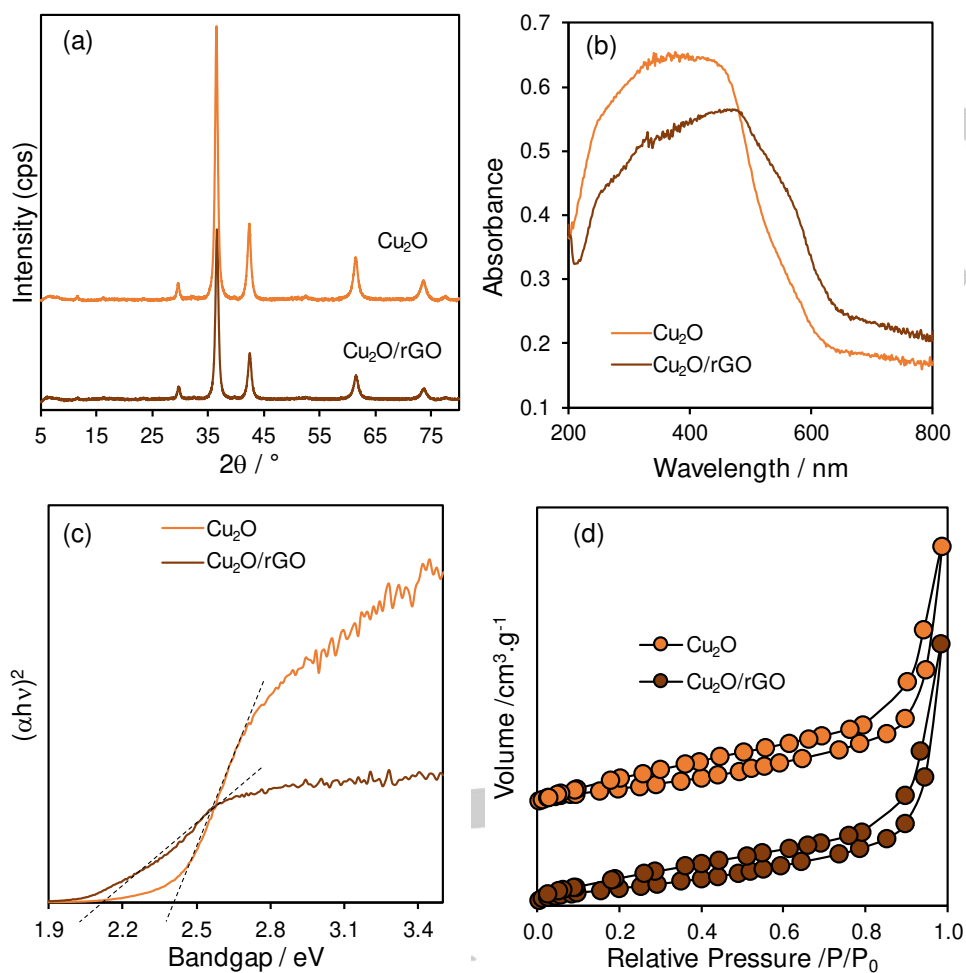 (a)
Intensity (cps)
Cu₂O
Cu₂O/rGO
5 15 25 35 45 55 65 75
2θ / °
(b)
0.7
0.6
0.5
0.4
0.3
0.2
0.1
Absorbance
Cu₂O
Cu₂O/rGO
200 400 600 800
Wavelength / nm
(c)
Cu₂O
Cu₂O/rGO
(αhν)²
1.9 2.2 2.5 2.8 3.1 3.4
Bandgap / eV
(d)
Cu₂O
Cu₂O/rGO
Volume /cm³.g⁻¹
0.0 0.2 0.4 0.6 0.8 1.0
Relative Pressure /P/P₀